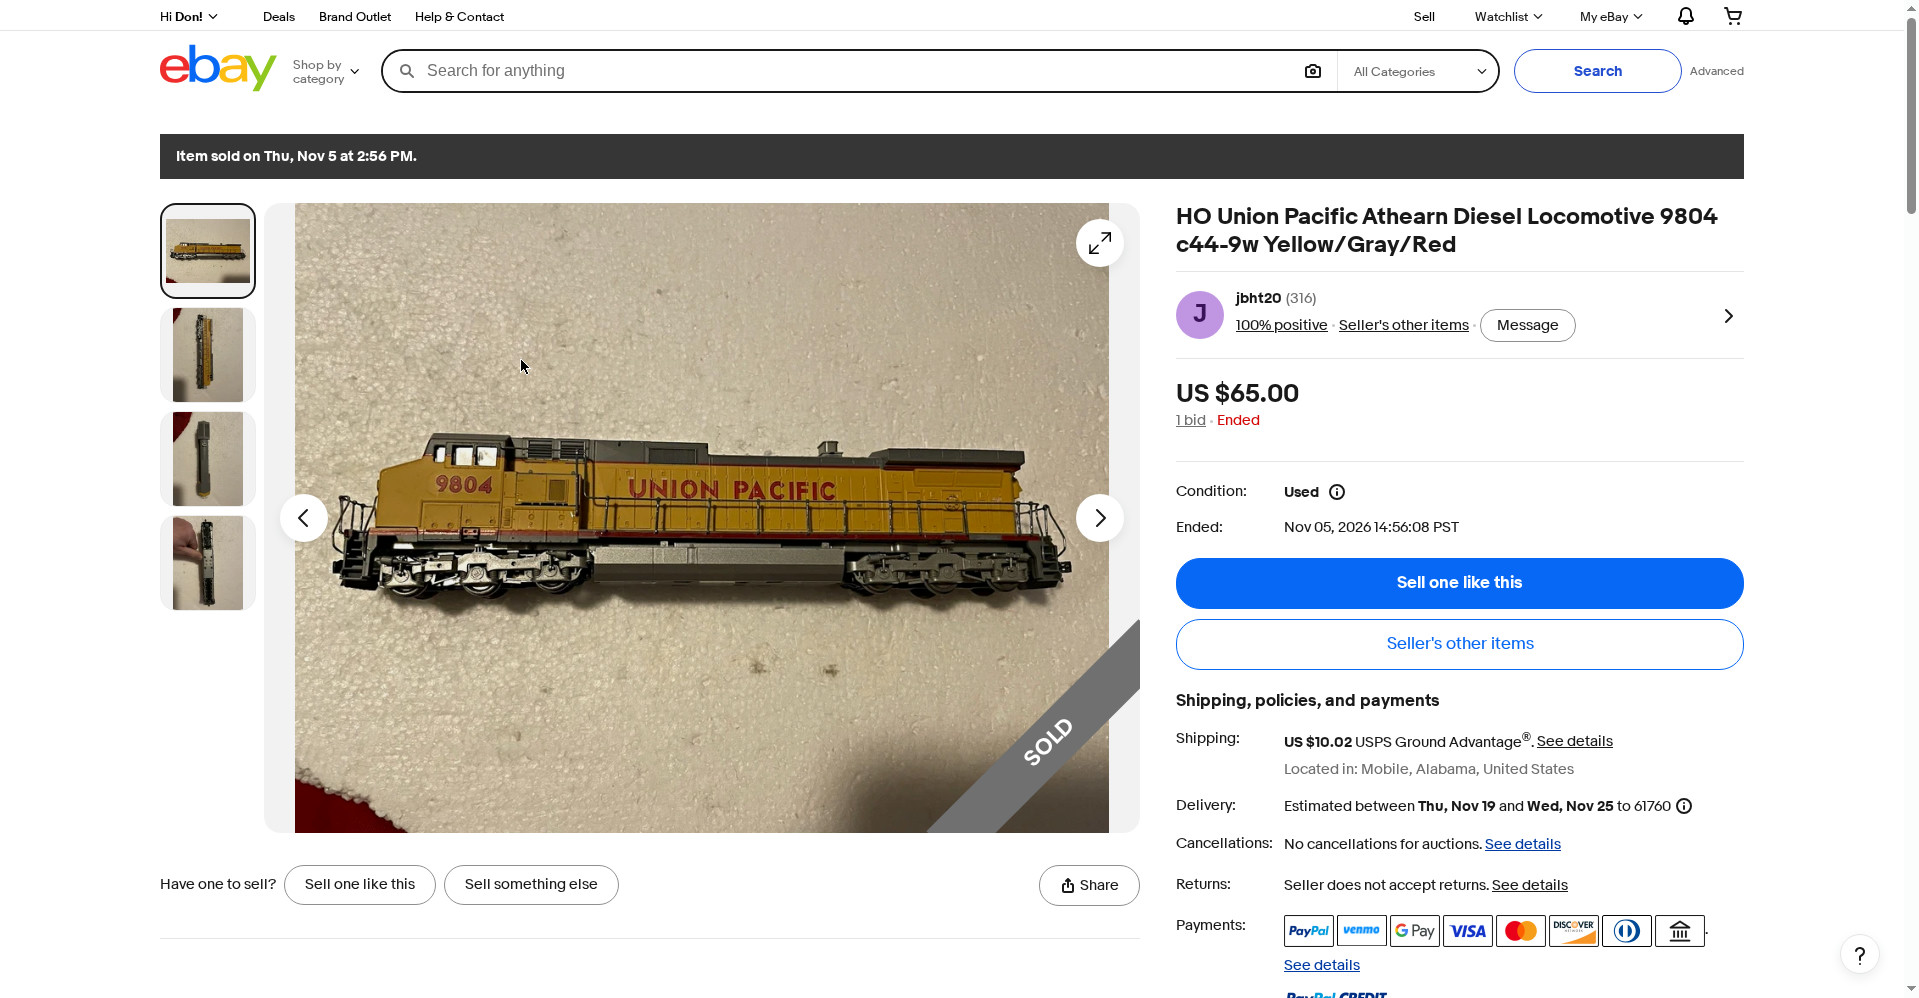 Hi Don!
Deals
Brand Outlet
Help & Contact
Sell
Watchlist
My eBay
ebay
Shop by
category
Search for anything
All Categories
Search
Advanced
Item sold on Thu, Nov 5 at 2:56 PM.
9804
UNION PACIFIC
SOLD
Have one to sell?
Sell one like this
Sell something else
Share
HO Union Pacific Athearn Diesel Locomotive 9804
c44-9w Yellow/Gray/Red
J
jbht20 (316)
100% positive · Seller's other items · Message
US $65.00
1 bid · Ended
Condition: Used
Ended: Nov 05, 2026 14:56:08 PST
Sell one like this
Seller's other items
Shipping, policies, and payments
Shipping: US $10.02 USPS Ground Advantage®. See details
Located in: Mobile, Alabama, United States
Delivery: Estimated between Thu, Nov 19 and Wed, Nov 25 to 61760
Cancellations: No cancellations for auctions. See details
Returns: Seller does not accept returns. See details
Payments: PayPal venmo G Pay VISA DISCOVER .
See details
PayPal CREDIT
?